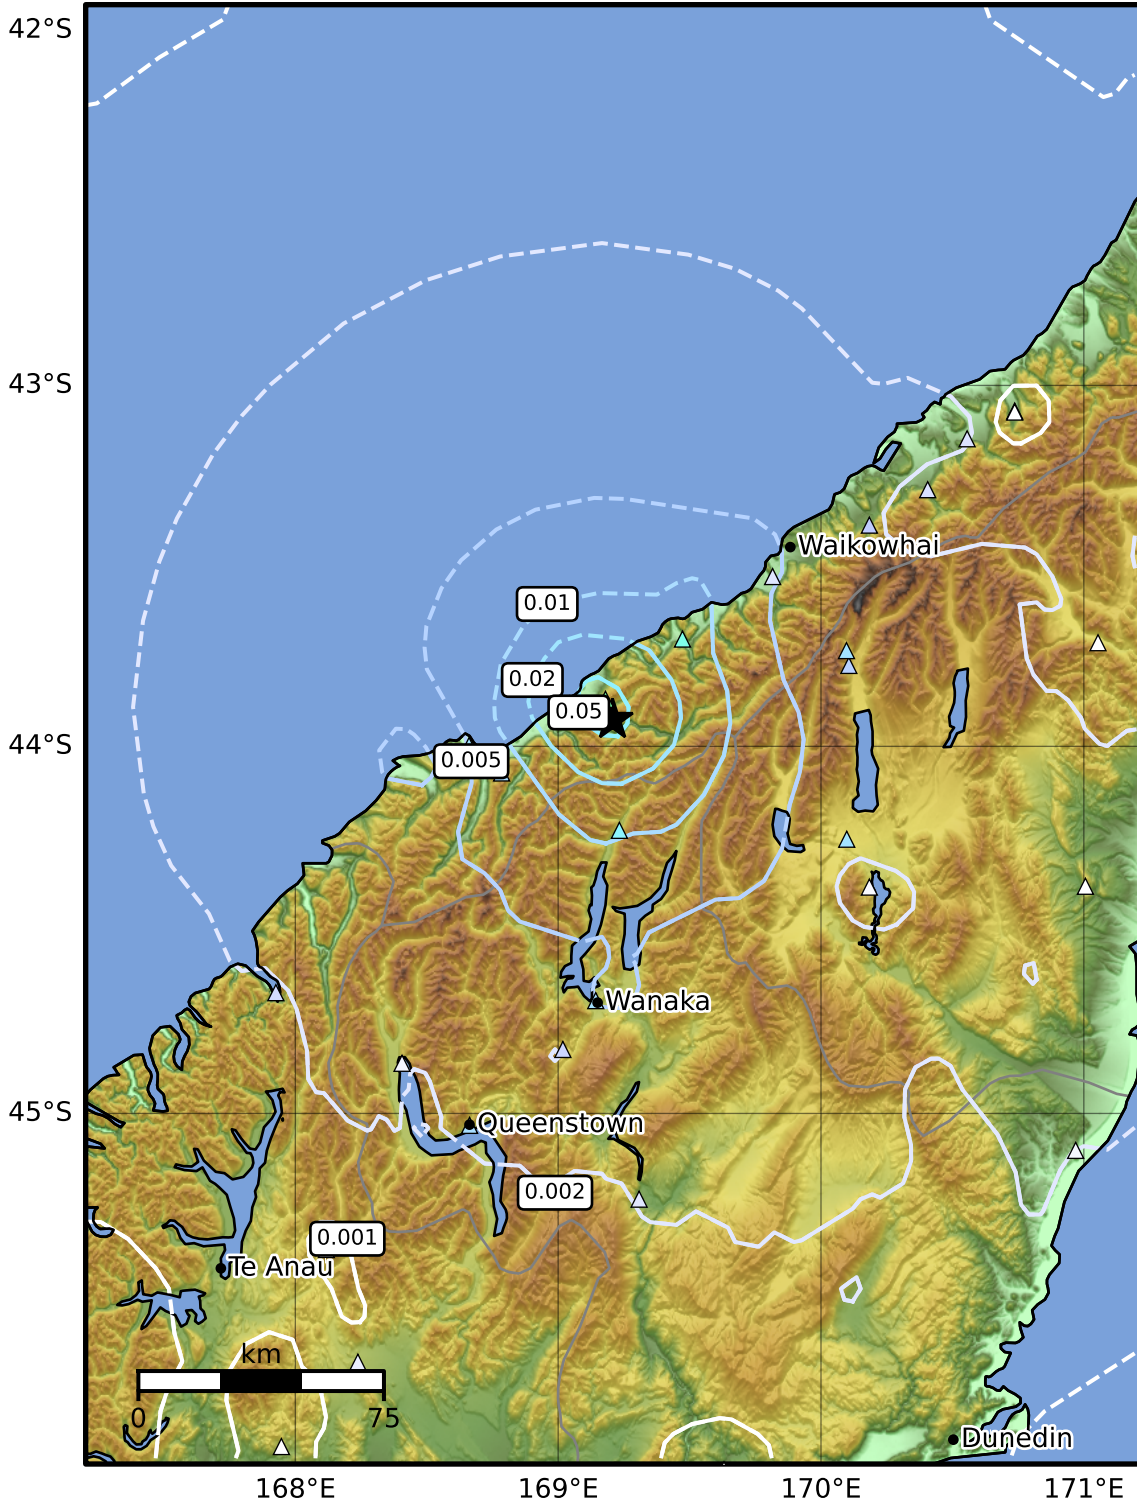 42°S
43°S
0.01
Waikowhai
0.02
0.05
44°S
0.005
Wanaka
45°S
Queenstown
0.002
0.001
Te Anau
km
0
75
Dunedin
168°E
169°E
170°E
171°E